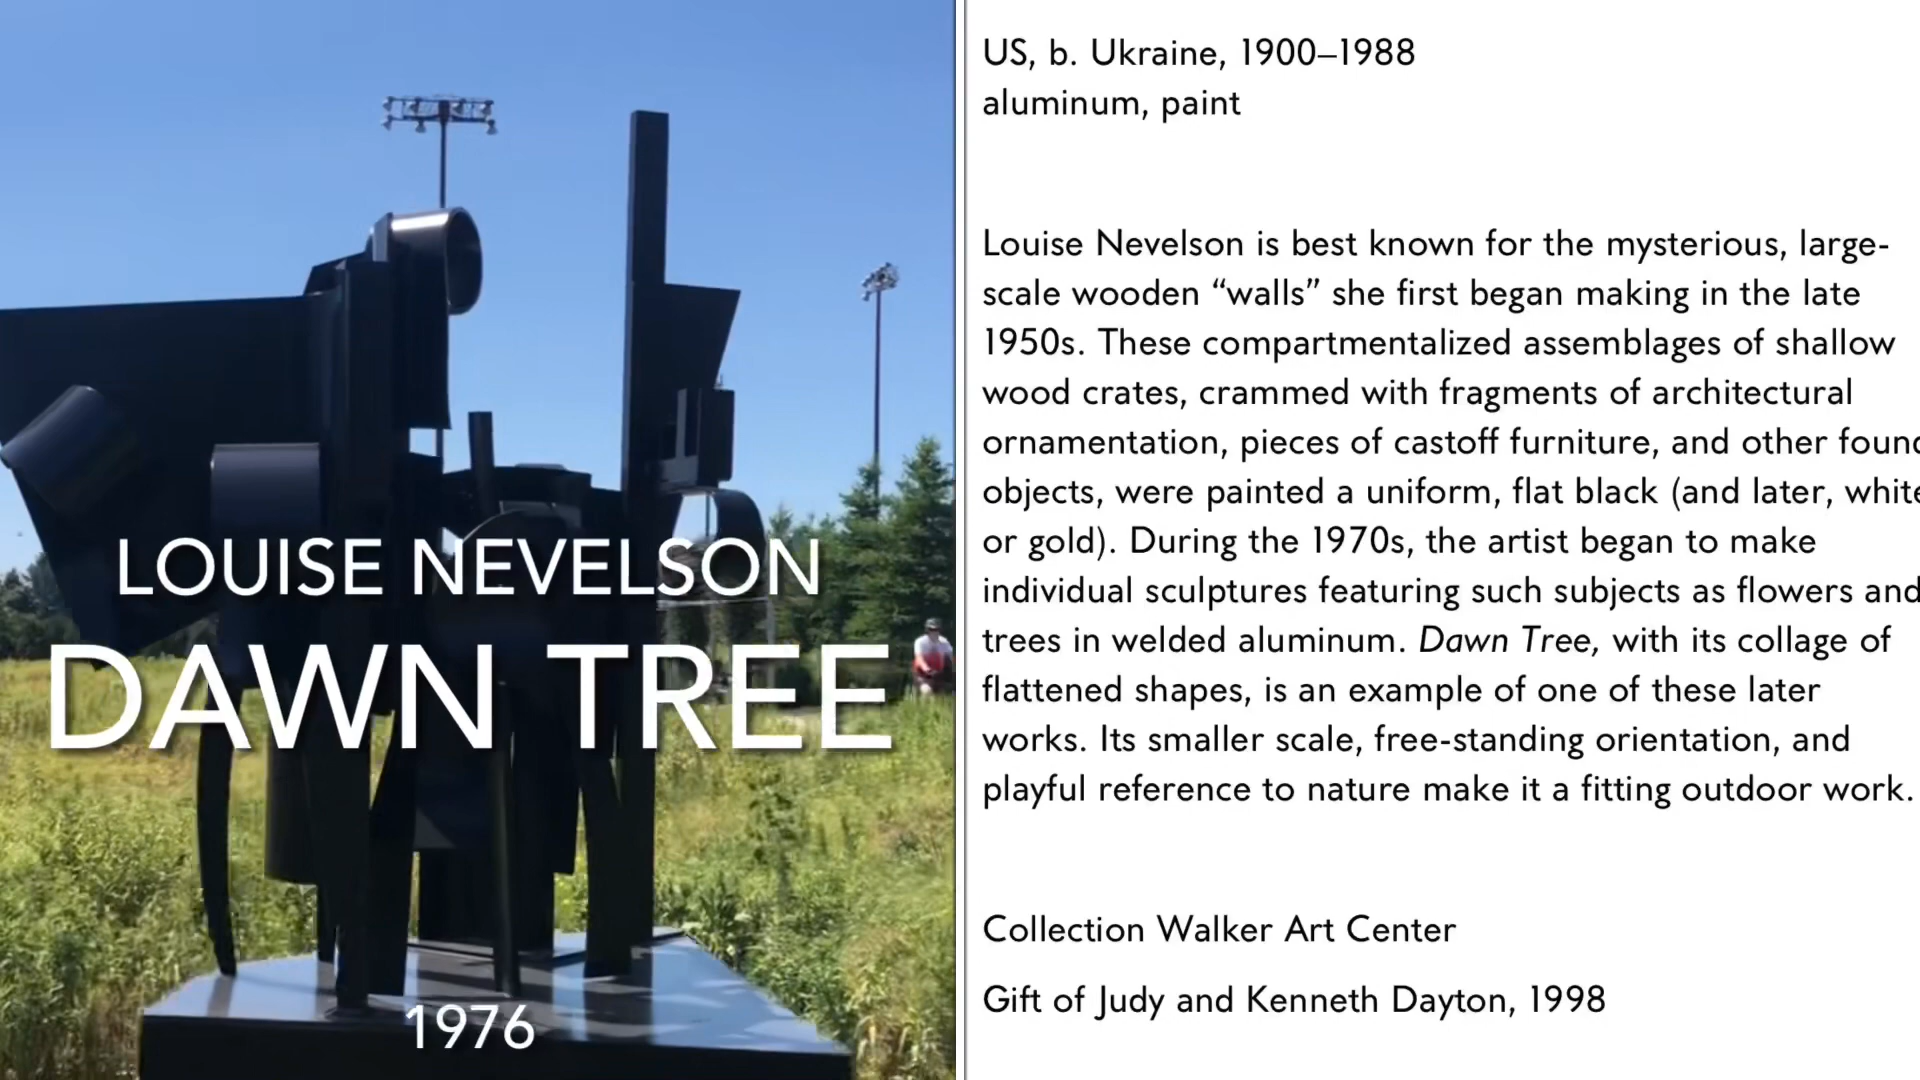 LOUISE NEVELSON
DAWN TREE
1976
US, b. Ukraine, 1900–1988
aluminum, paint
Louise Nevelson is best known for the mysterious, large-
scale wooden “walls” she first began making in the late
1950s. These compartmentalized assemblages of shallow
wood crates, crammed with fragments of architectural
ornamentation, pieces of castoff furniture, and other found
objects, were painted a uniform, flat black (and later, white
or gold). During the 1970s, the artist began to make
individual sculptures featuring such subjects as flowers and
trees in welded aluminum. Dawn Tree, with its collage of
flattened shapes, is an example of one of these later
works. Its smaller scale, free-standing orientation, and
playful reference to nature make it a fitting outdoor work.
Collection Walker Art Center
Gift of Judy and Kenneth Dayton, 1998